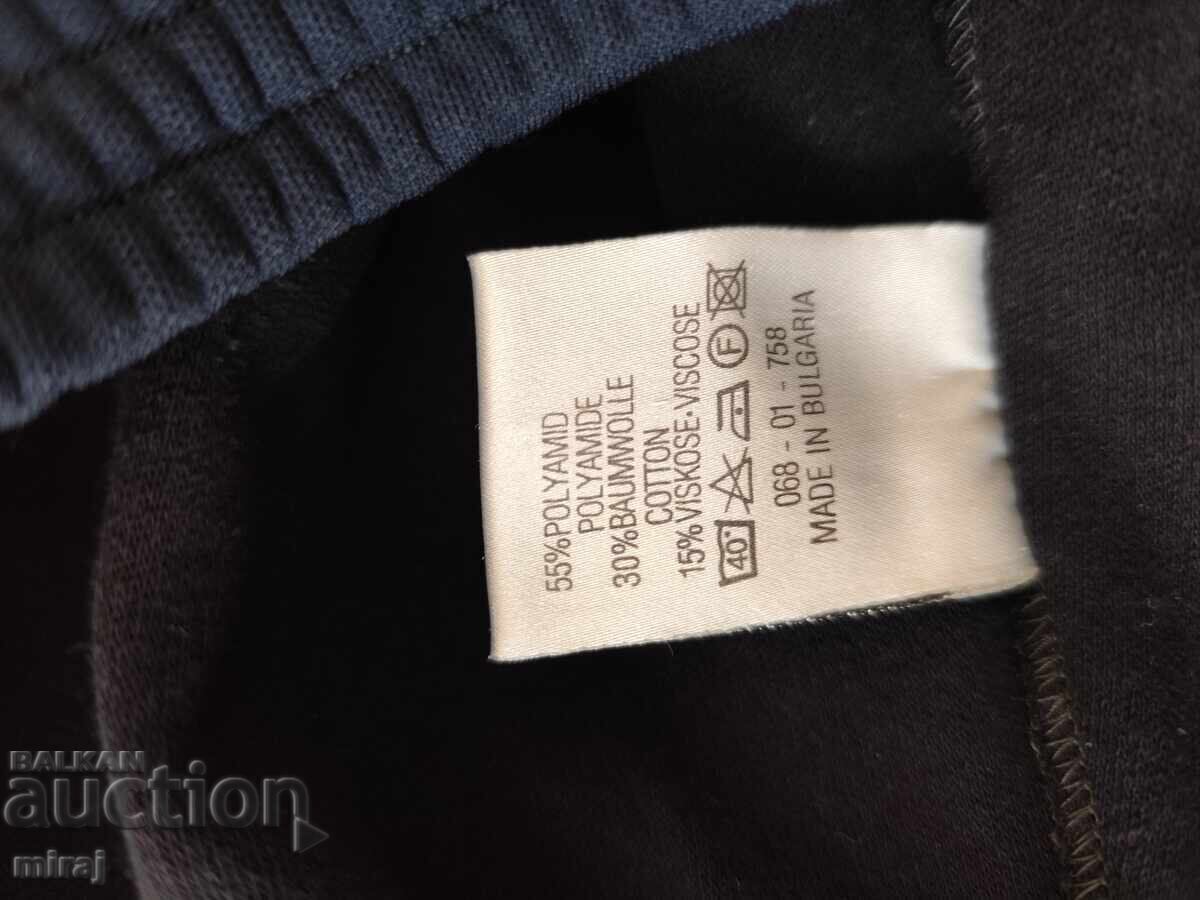 55%POLYAMID
POLYAMIDE
30%BAUMWOLLE
COTTON
15%VISKOSE·VISCOSE
40° F
068 - 01 - 758
MADE IN BULGARIA
BALKAN
auction
miraj